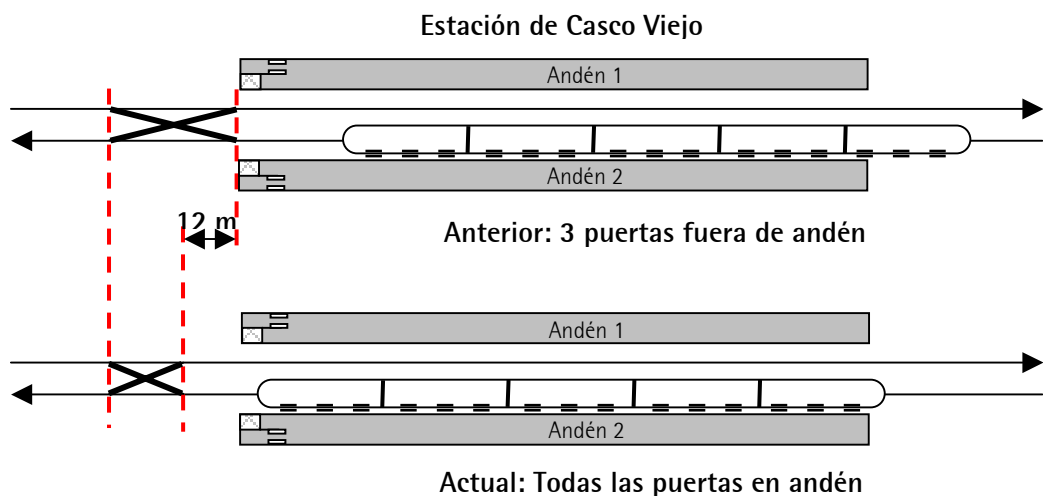 Estación de Casco Viejo
Andén 1
Andén 2
12 m
Anterior: 3 puertas fuera de andén
Andén 1
Andén 2
Actual: Todas las puertas en andén